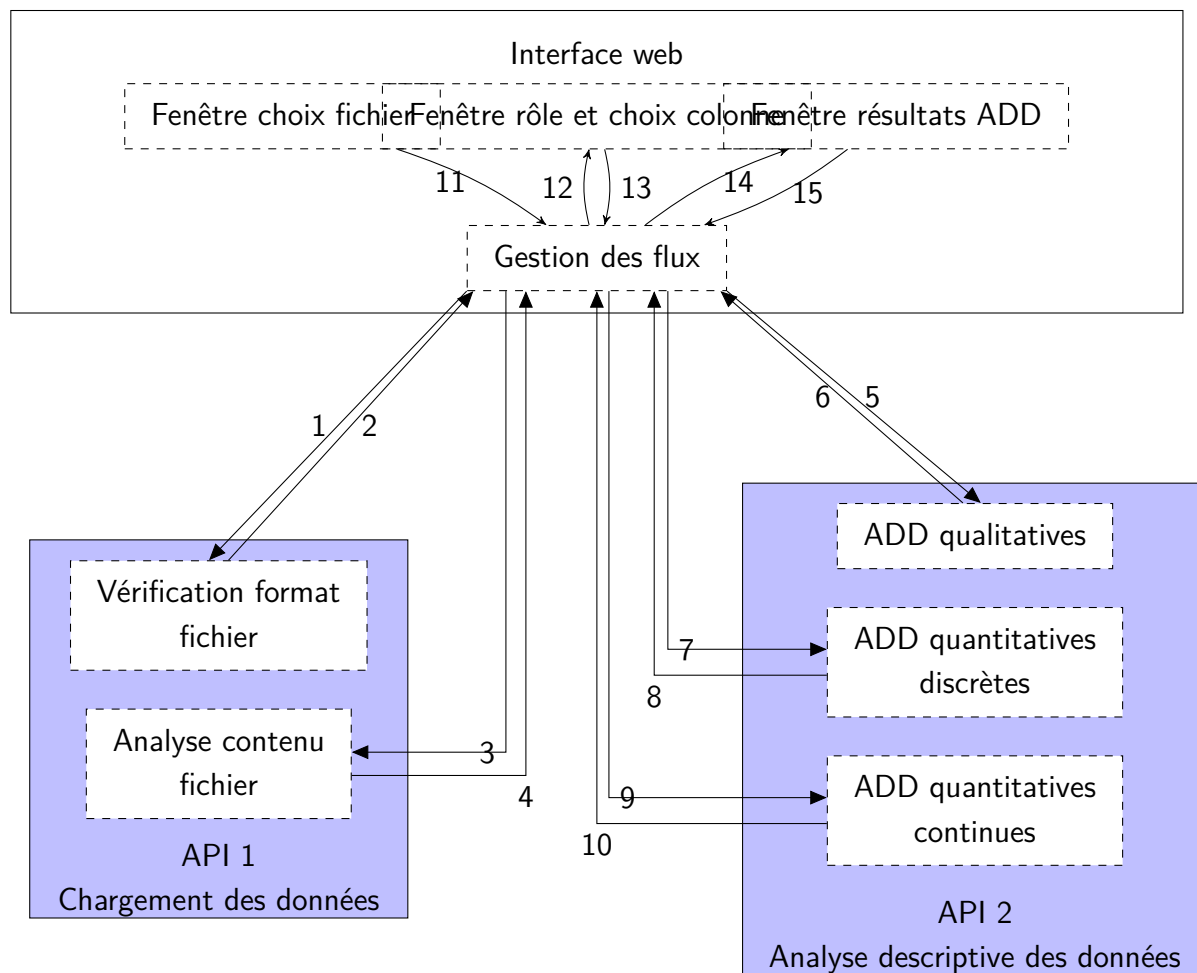 Interface web
Fenêtre choix fichier
Fenêtre rôle et choix colonne
Fenêtre résultats ADD
11
12
13
14
15
Gestion des flux
1
2
6
5
ADD qualitatives
Vérification format
fichier
ADD quantitatives
discrètes
7
8
Analyse contenu
fichier
3
4
ADD quantitatives
continues
9
10
API 1
Chargement des données
API 2
Analyse descriptive des données